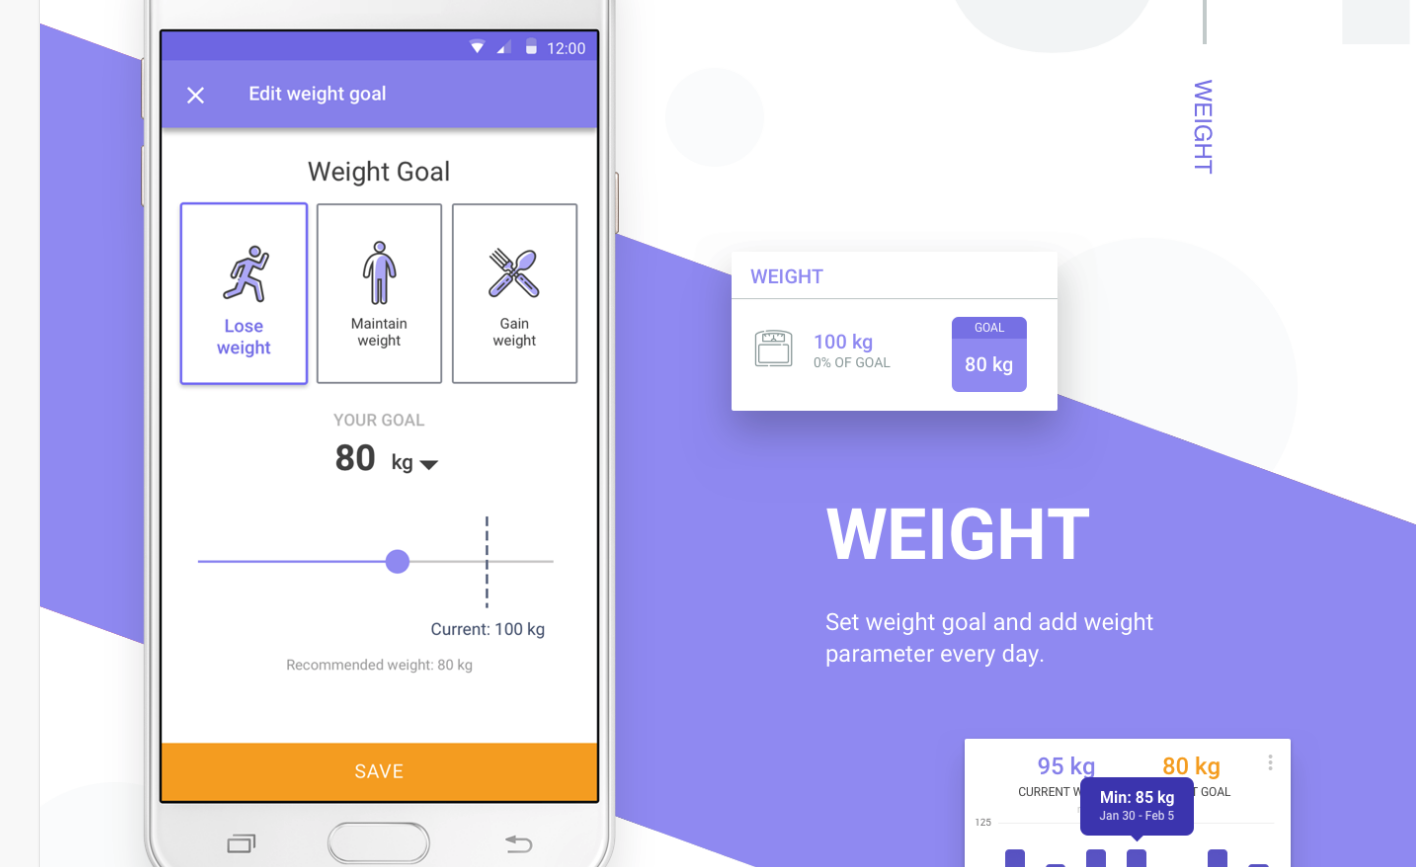 12:00
Edit weight goal
Weight Goal
Lose
weight
Maintain
weight
Gain
weight
YOUR GOAL
80 kg
Current: 100 kg
Recommended weight: 80 kg
SAVE
WEIGHT
WEIGHT
100 kg
0% OF GOAL
GOAL
80 kg
WEIGHT
Set weight goal and add weight
parameter every day.
95 kg
80 kg
CURRENT
GOAL
Min: 85 kg
Jan 30 - Feb 5
125